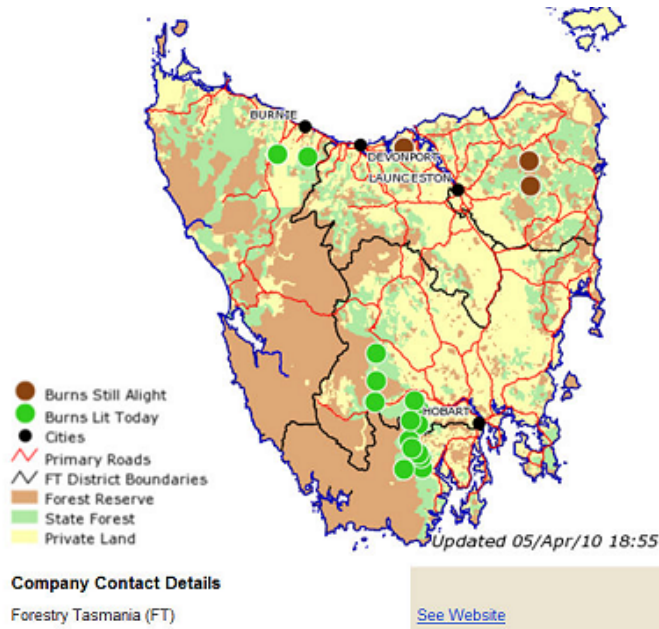 BURNIE
DEVONPORT
LAUNCESTON
HOBART
Burns Still Alight
Burns Lit Today
Cities
Primary Roads
FT District Boundaries
Forest Reserve
State Forest
Private Land
Updated 05/Apr/10 18:55
Company Contact Details
Forestry Tasmania (FT)
See Website